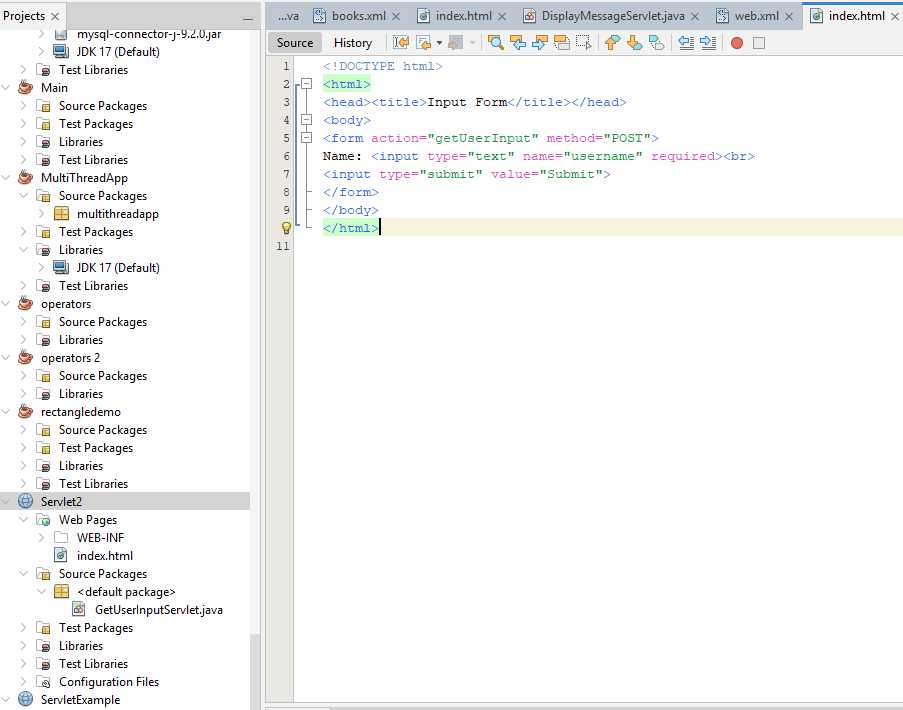 Projects
mysql-connector-j-9.2.0.jar
JDK 17 (Default)
Test Libraries
Main
Source Packages
Test Packages
Libraries
Test Libraries
MultiThreadApp
Source Packages
multithreadapp
Test Packages
Libraries
JDK 17 (Default)
Test Libraries
operators
Source Packages
Libraries
operators 2
Source Packages
Libraries
rectangledemo
Source Packages
Test Packages
Libraries
Test Libraries
Servlet2
Web Pages
WEB-INF
index.html
Source Packages
<default package>
GetUserInputServlet.java
Test Packages
Libraries
Test Libraries
Configuration Files
ServletExample
...va books.xml index.html DisplayMessageServlet.java web.xml index.html
Source History
1 <!DOCTYPE html>
2 <html>
3 <head><title>Input Form</title></head>
4 <body>
5 <form action="getUserInput" method="POST">
6 Name: <input type="text" name="username" required><br>
7 <input type="submit" value="Submit">
8 </form>
9 </body>
</html>
11